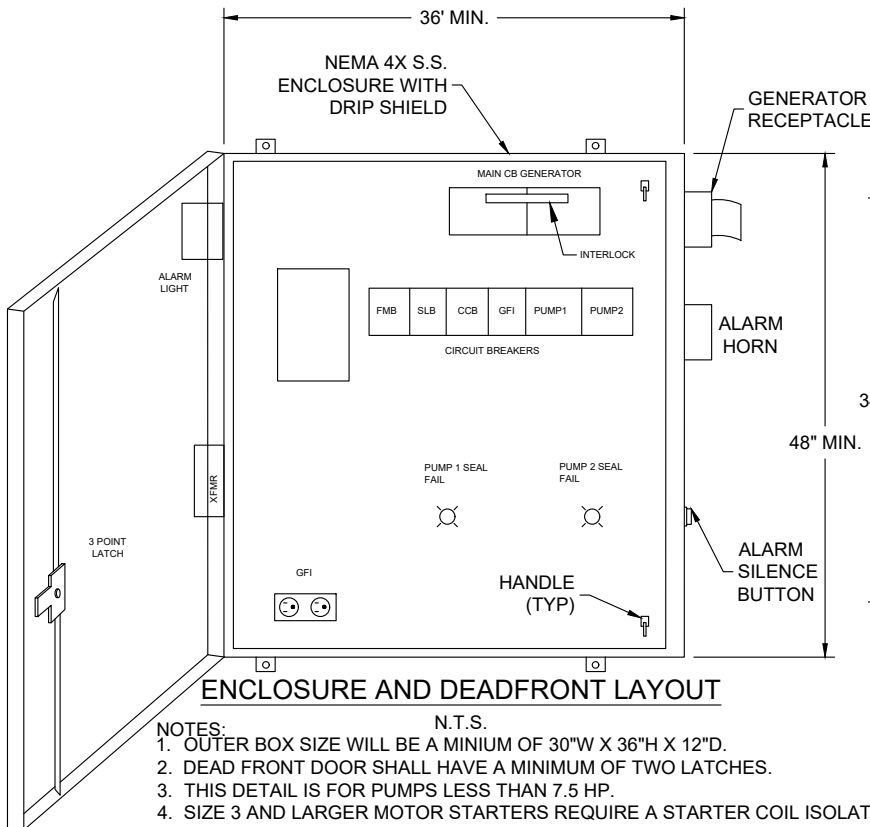 36' MIN.
NEMA 4X S.S.
ENCLOSURE WITH
DRIP SHIELD
GENERATOR
RECEPTACLE
MAIN CB GENERATOR
INTERLOCK
ALARM
LIGHT
FMB SLB CCB GFI PUMP1 PUMP2
CIRCUIT BREAKERS
ALARM
HORN
3
48" MIN.
XFMR
PUMP 1 SEAL
FAIL
PUMP 2 SEAL
FAIL
3 POINT
LATCH
ALARM
SILENCE
BUTTON
GFI
HANDLE
(TYP)
ENCLOSURE AND DEADFRONT LAYOUT
N.T.S.
NOTES:
1. OUTER BOX SIZE WILL BE A MINIUM OF 30"W X 36"H X 12"D.
2. DEAD FRONT DOOR SHALL HAVE A MINIMUM OF TWO LATCHES.
3. THIS DETAIL IS FOR PUMPS LESS THAN 7.5 HP.
4. SIZE 3 AND LARGER MOTOR STARTERS REQUIRE A STARTER COIL ISOLAT